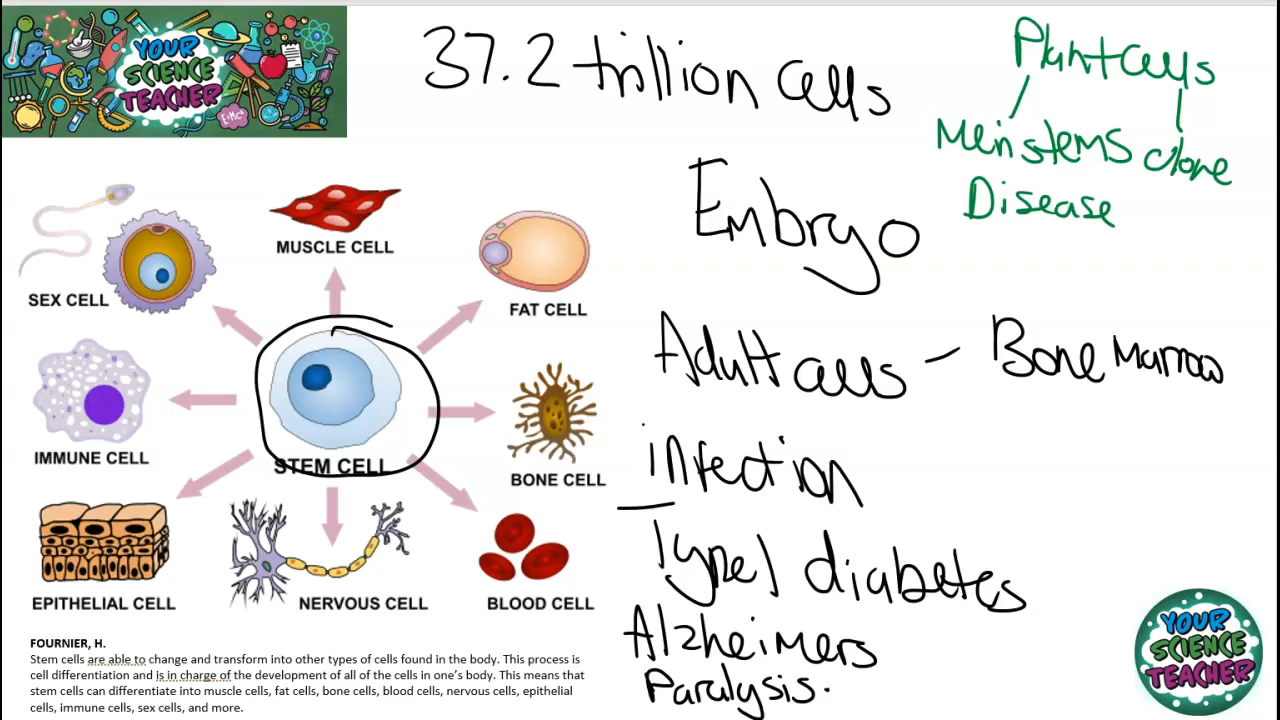 YOUR
SCIENCE
TEACHER
E=MC²
37.2 trillion cells
Plant cells
Meristems clone
Disease
Embryo
Adult cells - Bone Marrow
infection
Type 1 diabetes
Alzheimers
Paralysis.
SEX CELL
MUSCLE CELL
FAT CELL
IMMUNE CELL
STEM CELL
BONE CELL
EPITHELIAL CELL
NERVOUS CELL
BLOOD CELL
FOURNIER, H.
Stem cells are able to change and transform into other types of cells found in the body. This process is
cell differentiation and is in charge of the development of all of the cells in one's body. This means that
stem cells can differentiate into muscle cells, fat cells, bone cells, blood cells, nervous cells, epithelial
cells, immune cells, sex cells, and more.
YOUR
SCIENCE
TEACHER